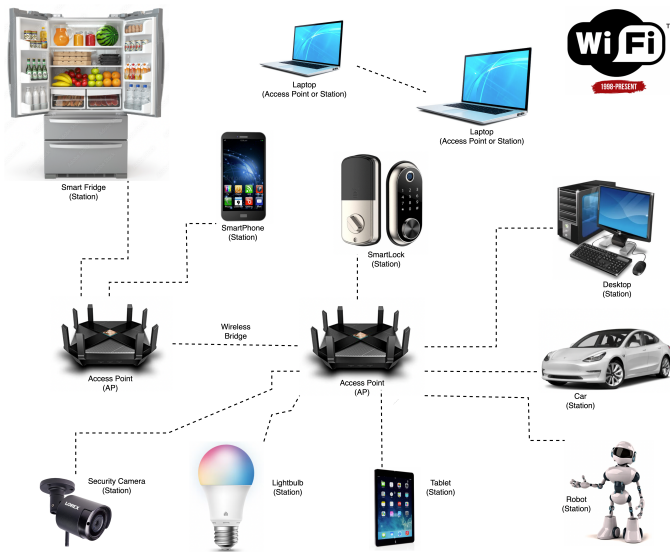 Wi Fi
T
1998-PRESENT
Laptop
(Access Point or Station)
Laptop
(Access Point or Station)
Smart Fridge
(Station)
SmartPhone
(Station)
SmartLock
(Station)
Desktop
(Station)
Wireless
Bridge
Access Point
(AP)
Access Point
(AP)
Car
(Station)
Security Camera
(Station)
LOREX
Lightbulb
(Station)
Tablet
(Station)
Robot
(Station)